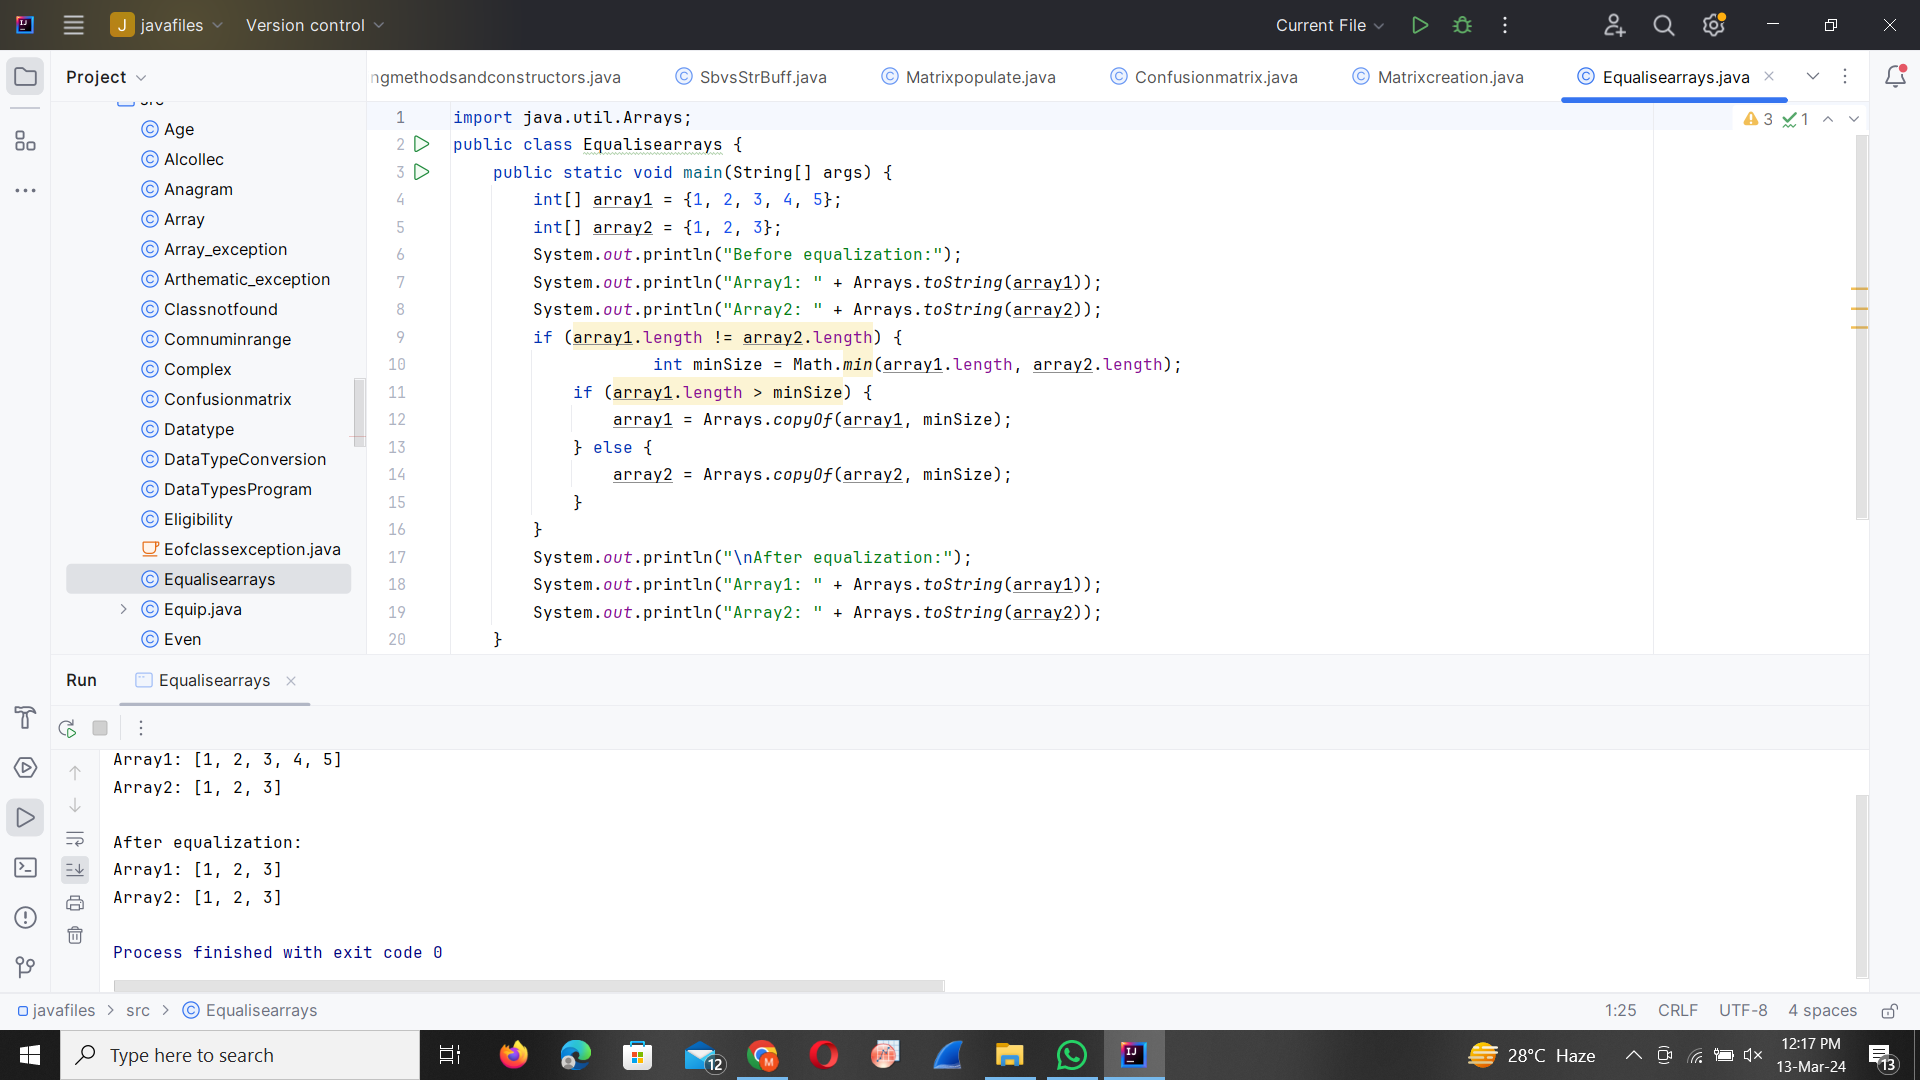 J javafiles Version control Current File
Project
ngmethodsandconstructors.java SbvsStrBuff.java Matrixpopulate.java Confusionmatrix.java Matrixcreation.java Equalisearrays.java
src
Age
Alcollec
Anagram
Array
Array_exception
Arthematic_exception
Classnotfound
Comnuminrange
Complex
Confusionmatrix
Datatype
DataTypeConversion
DataTypesProgram
Eligibility
Eofclassexception.java
Equalisearrays
Equip.java
Even
3 1
1 import java.util.Arrays;
2 public class Equalisearrays {
3 public static void main(String[] args) {
4 int[] array1 = {1, 2, 3, 4, 5};
5 int[] array2 = {1, 2, 3};
6 System.out.println("Before equalization:");
7 System.out.println("Array1: " + Arrays.toString(array1));
8 System.out.println("Array2: " + Arrays.toString(array2));
9 if (array1.length != array2.length) {
10 int minSize = Math.min(array1.length, array2.length);
11 if (array1.length > minSize) {
12 array1 = Arrays.copyOf(array1, minSize);
13 } else {
14 array2 = Arrays.copyOf(array2, minSize);
15 }
16 }
17 System.out.println("\nAfter equalization:");
18 System.out.println("Array1: " + Arrays.toString(array1));
19 System.out.println("Array2: " + Arrays.toString(array2));
20 }
Run Equalisearrays
Array1: [1, 2, 3, 4, 5]
Array2: [1, 2, 3]
After equalization:
Array1: [1, 2, 3]
Array2: [1, 2, 3]
Process finished with exit code 0
javafiles > src > Equalisearrays 1:25 CRLF UTF-8 4 spaces
Type here to search
12
28°C Haze
12:17 PM
13-Mar-24
13